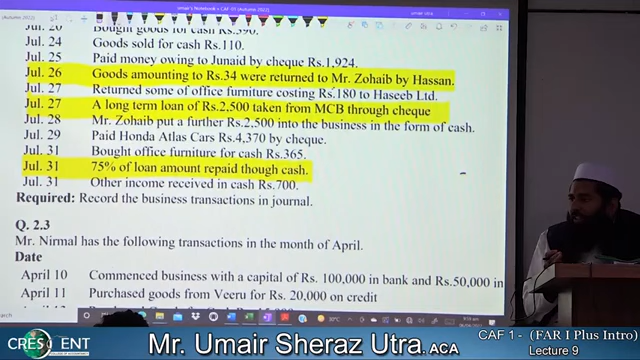 umair's Notebook » CAF -01 (Autumn 2022)
umair Utra
Jul. 20 Bought goods for cash Rs.390.
Jul. 24 Goods sold for cash Rs.110.
Jul. 25 Paid money owing to Junaid by cheque Rs.1,924.
Jul. 26 Goods amounting to Rs.34 were returned to Mr. Zohaib by Hassan.
Jul. 27 Returned some of office furniture costing Rs.180 to Haseeb Ltd.
Jul. 27 A long term loan of Rs.2,500 taken from MCB through cheque
Jul. 28 Mr. Zohaib put a further Rs.2,500 into the business in the form of cash.
Jul. 29 Paid Honda Atlas Cars Rs.4,370 by cheque.
Jul. 31 Bought office furniture for cash Rs.365.
Jul. 31 75% of loan amount repaid though cash.
Jul. 31 Other income received in cash Rs.700.
Required: Record the business transactions in journal.
Q. 2.3
Mr. Nirmal has the following transactions in the month of April.
Date
April 10 Commenced business with a capital of Rs. 100,000 in bank and Rs.50,000 in
April 11 Purchased goods from Veeru for Rs. 20,000 on credit
CRESCENT
COLLEGE OF ACCOUNTANCY
Mr. Umair Sheraz Utra. ACA
CAF 1 - (FAR I Plus Intro)
Lecture 9